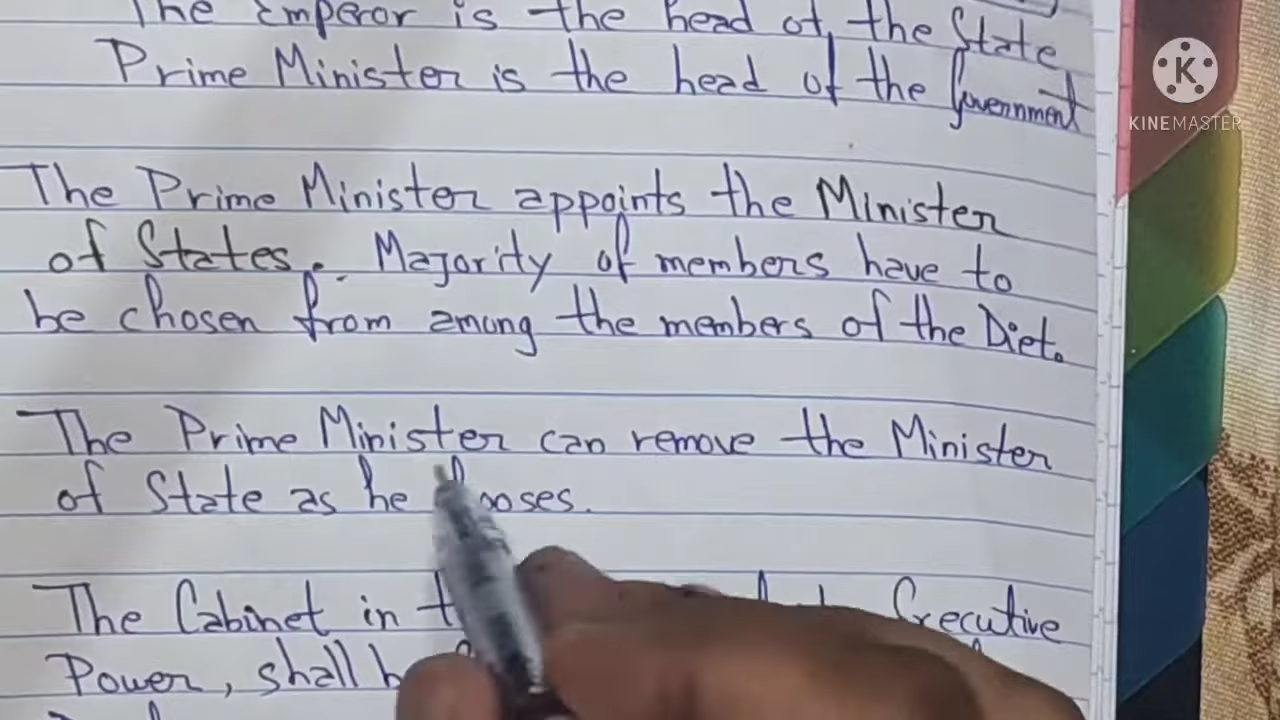 The Emperor is the head of the State
Prime Minister is the head of the Government
KINEMASTER
The Prime Minister appoints the Minister
of States. Majority of members have to
be chosen from among the members of the Diet.
The Prime Minister can remove the Minister
of State as he chooses.
The Cabinet in Executive
Power, shall